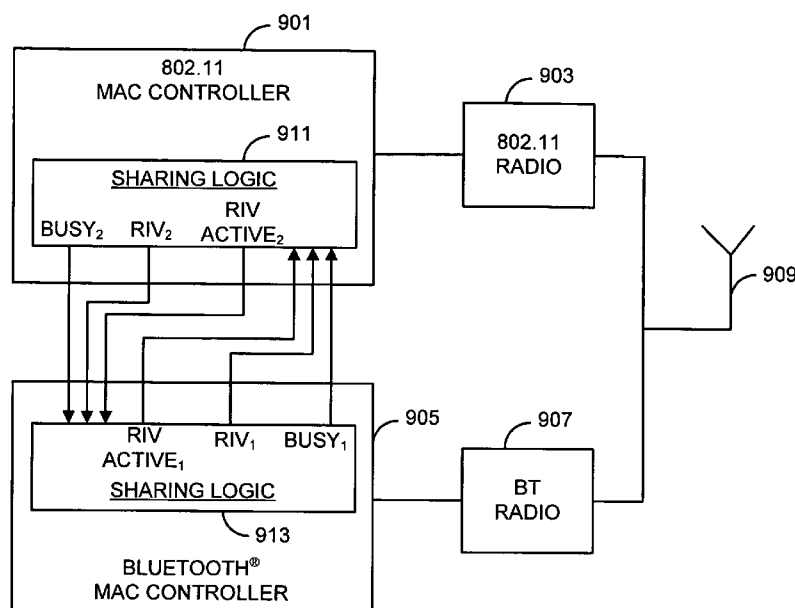 901
802.11
MAC CONTROLLER
903
911
802.11
RADIO
SHARING LOGIC
BUSY₂ RIV₂ RIV
ACTIVE₂
909
905
907
RIV
ACTIVE₁ RIV₁ BUSY₁
SHARING LOGIC
BT
RADIO
913
BLUETOOTH®
MAC CONTROLLER